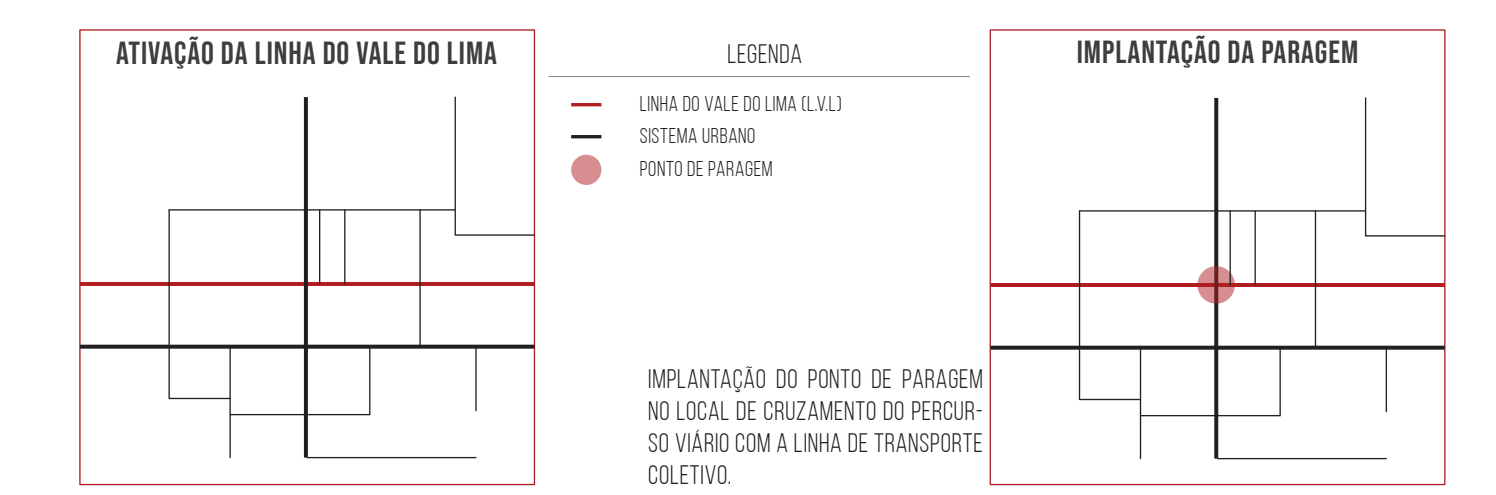 ATIVAÇÃO DA LINHA DO VALE DO LIMA
LEGENDA
LINHA DO VALE DO LIMA (L.V.L)
SISTEMA URBANO
PONTO DE PARAGEM
IMPLANTAÇÃO DO PONTO DE PARAGEM
NO LOCAL DE CRUZAMENTO DO PERCUR-
SO VIÁRIO COM A LINHA DE TRANSPORTE
COLETIVO.
IMPLANTAÇÃO DA PARAGEM